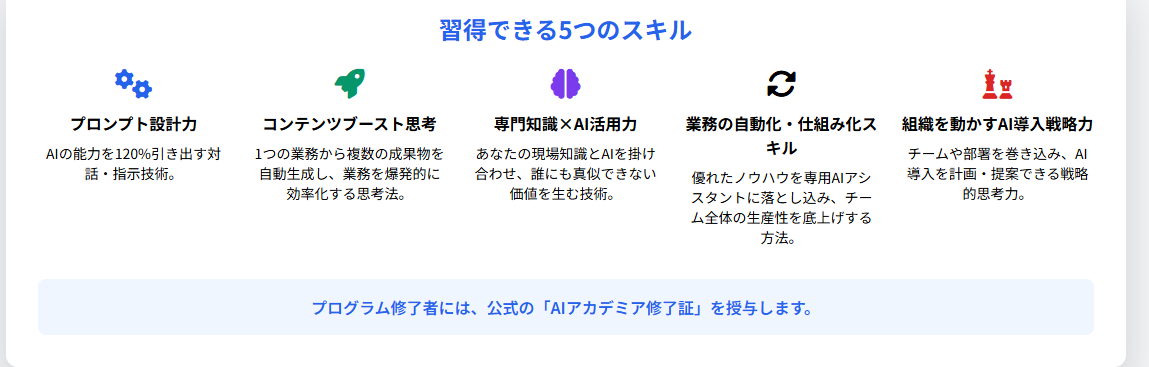 習得できる5つのスキル
プロンプト設計力
AIの能力を120%引き出す対
話・指示技術。
コンテンツブースト思考
1つの業務から複数の成果物を
自動生成し、業務を爆発的に
効率化する思考法。
専門知識×AI活用力
あなたの現場知識とAIを掛け
合わせ、誰にも真似できない
価値を生む技術。
業務の自動化・仕組み化ス
キル
優れたノウハウを専用AIアシ
スタントに落とし込み、チー
ム全体の生産性を底上げする
方法。
組織を動かすAI導入戦略力
チームや部署を巻き込み、AI
導入を計画・提案できる戦略
的思考力。
プログラム修了者には、公式の「AIアカデミア修了証」を授与します。